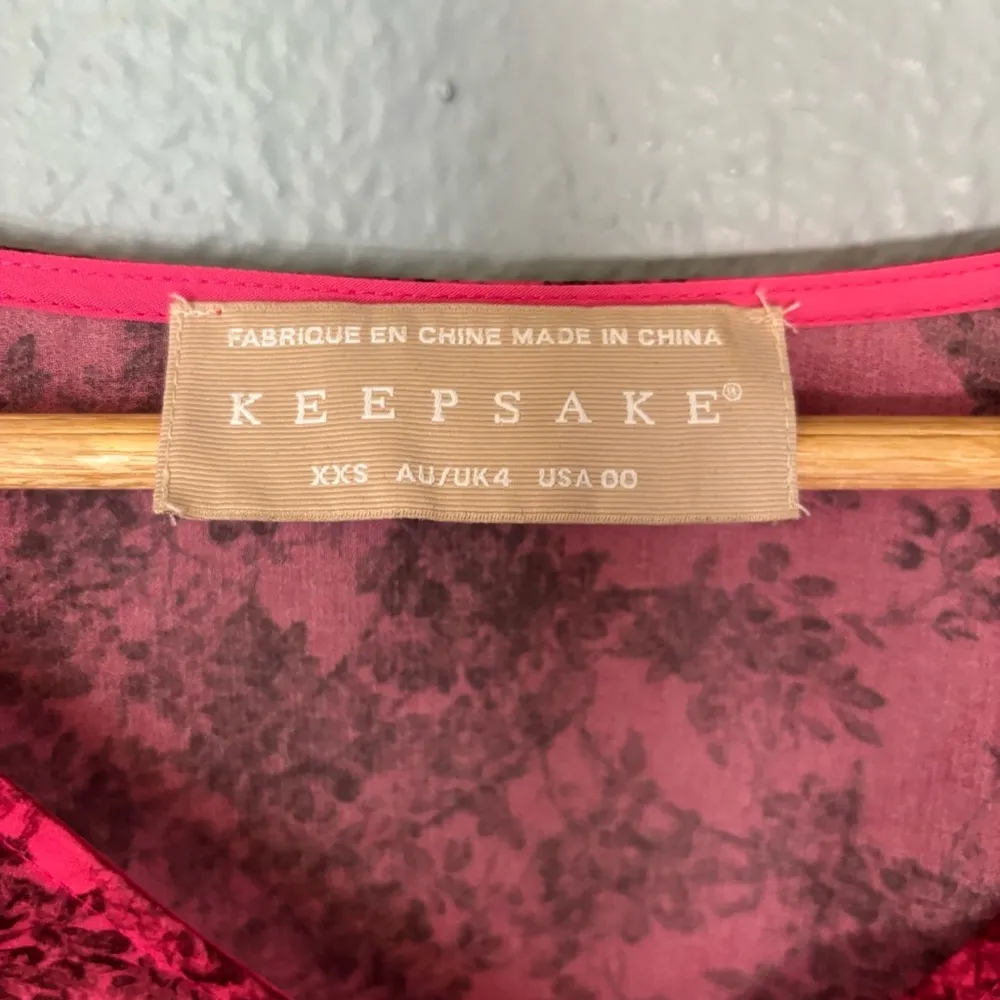 FABRIQUE EN CHINE MADE IN CHINA
KEEPSAKE®
XXS AU/UK4 USA 00